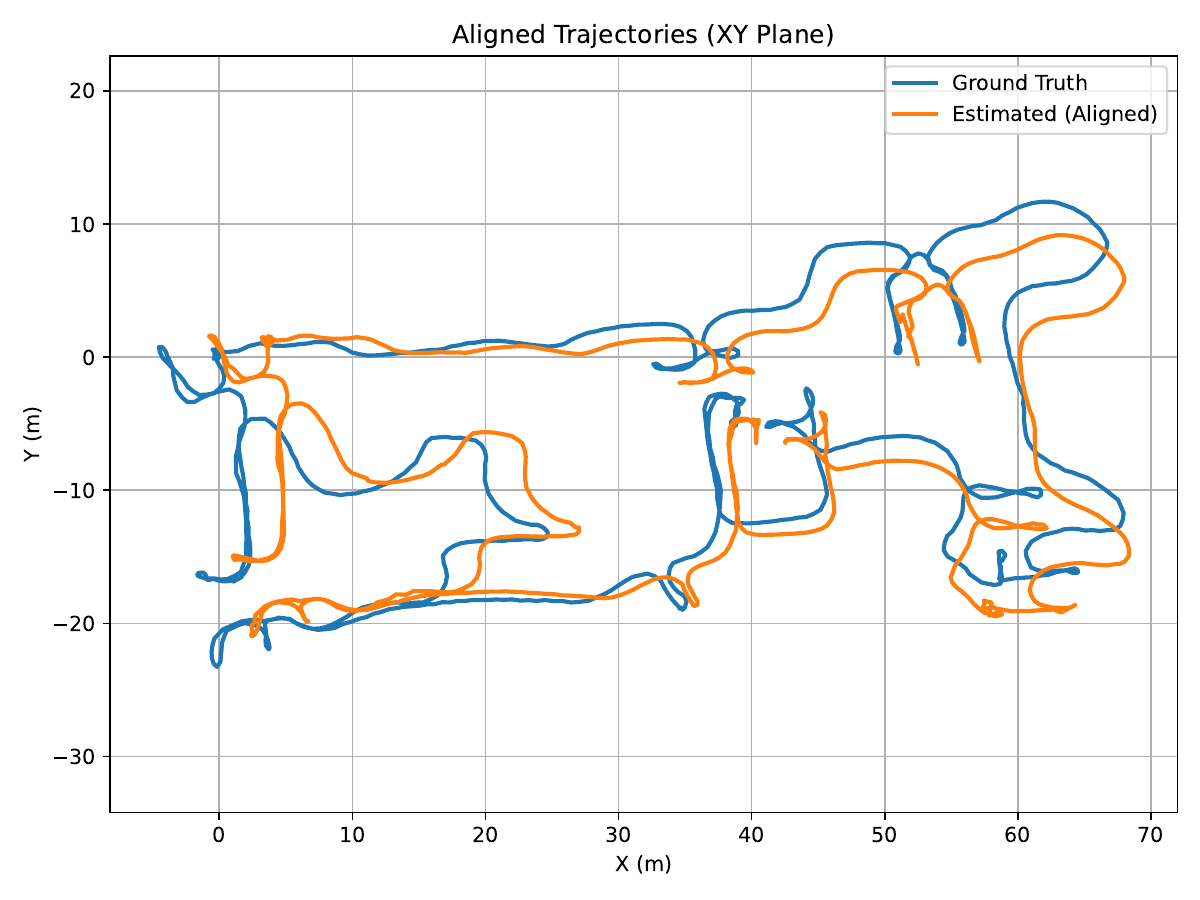 Aligned Trajectories (XY Plane)
Ground Truth
Estimated (Aligned)
20
10
0
−10
−20
−30
Y (m)
0 10 20 30 40 50 60 70
X (m)